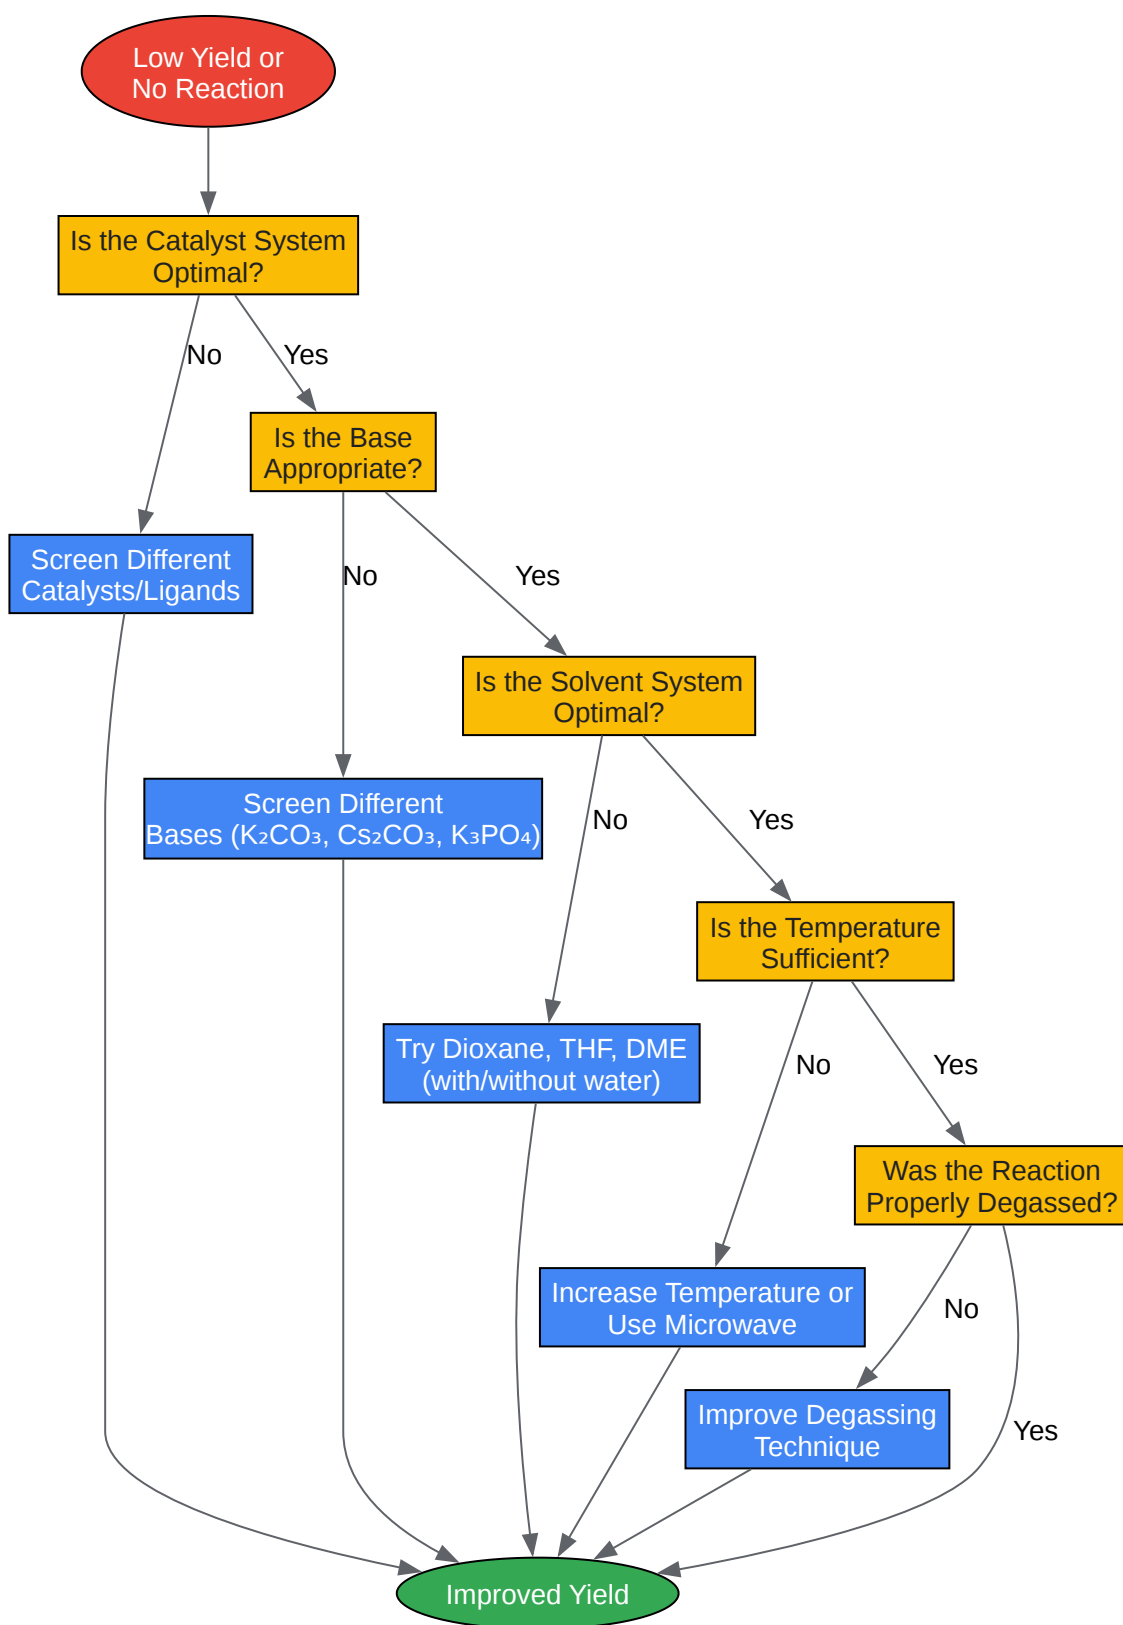 Low Yield or
No Reaction
Is the Catalyst System
Optimal?
No
Yes
Is the Base
Appropriate?
Screen Different
Catalysts/Ligands
No
Yes
Is the Solvent System
Optimal?
Screen Different
Bases (K₂CO₃, Cs₂CO₃, K₃PO₄)
No
Yes
Is the Temperature
Sufficient?
Try Dioxane, THF, DME
(with/without water)
No
Yes
Was the Reaction
Properly Degassed?
Increase Temperature or
Use Microwave
No
Improve Degassing
Technique
Yes
Improved Yield